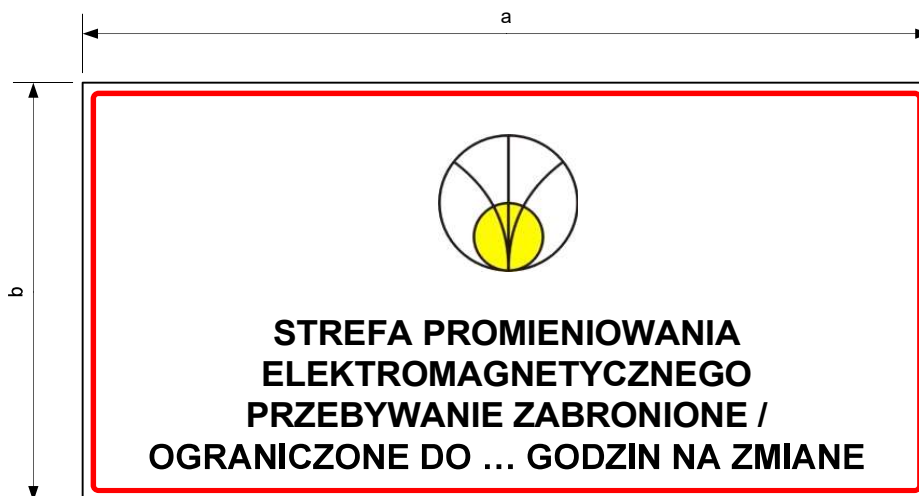 a
b
STREFA PROMIENIOWANIA
ELEKTROMAGNETYCZNEGO
PRZEBYWANIE ZABRONIONE /
OGRANICZONE DO ... GODZIN NA ZMIANE